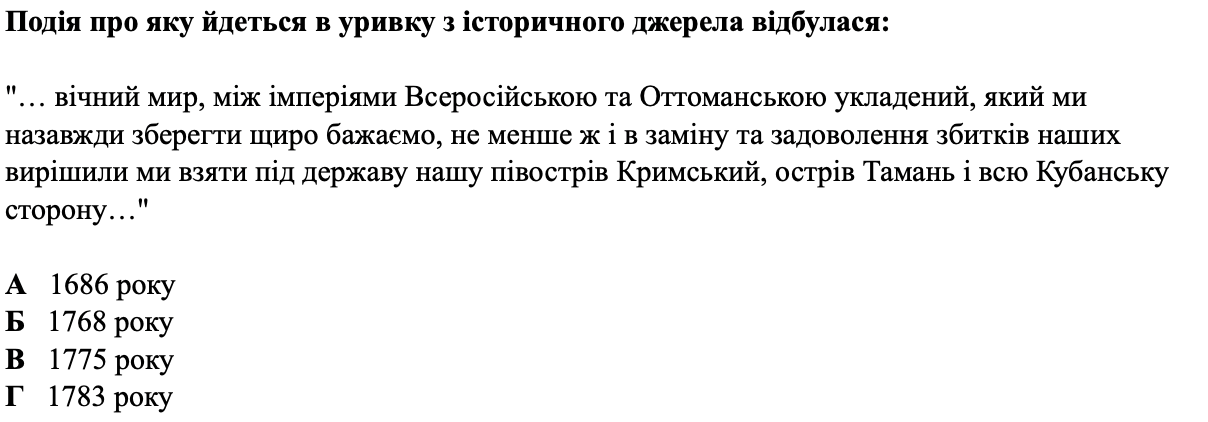 Подія про яку йдеться в уривку з історичного джерела відбулася:
"… вічний мир, між імперіями Всеросійською та Оттоманською укладений, який ми
назавжди зберегти щиро бажаємо, не менше ж і в заміну та задоволення збитків наших
вирішили ми взяти під державу нашу півострів Кримський, острів Тамань і всю Кубанську
сторону…"
А 1686 року
Б 1768 року
В 1775 року
Г 1783 року